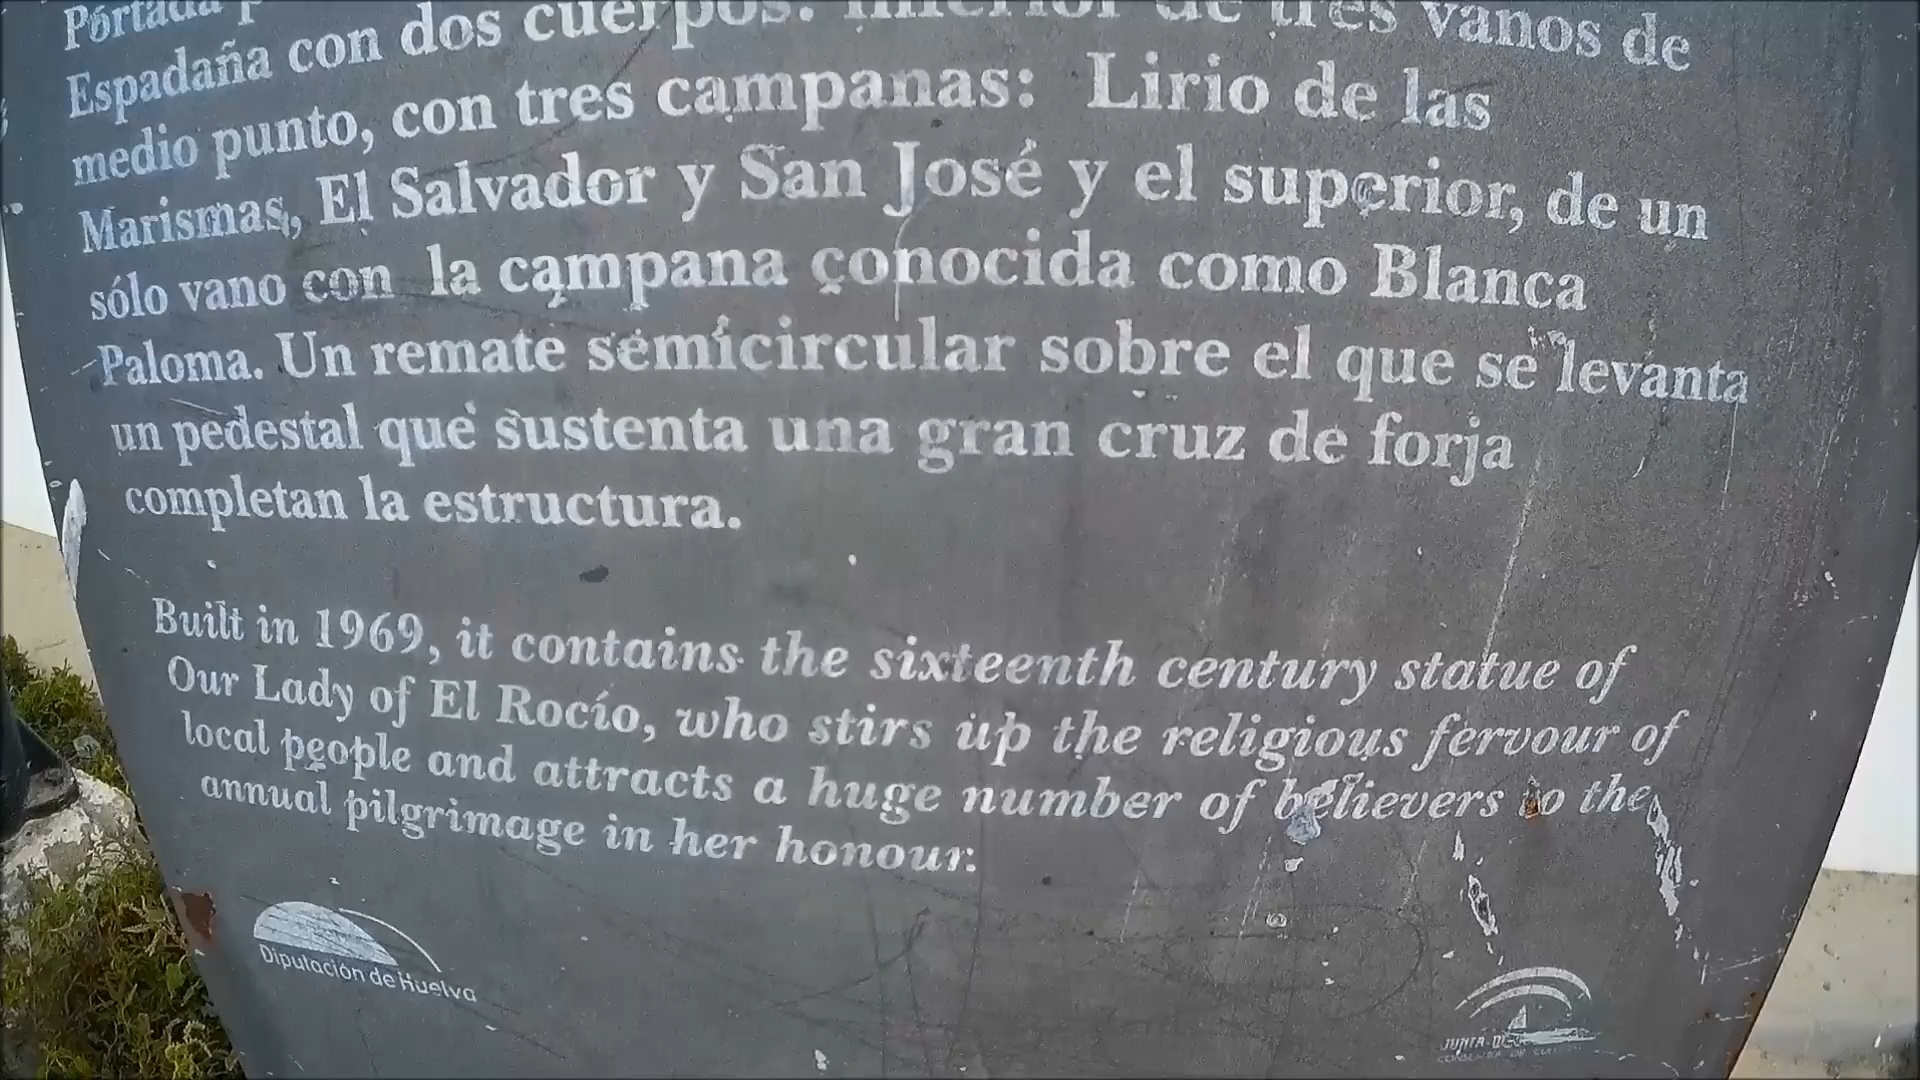 Portada
Espadaña con dos cuerpos. Inferior de tres vanos de
medio punto, con tres campanas: Lirio de las
Marismas, El Salvador y San José y el superior, de un
sólo vano con la campana conocida como Blanca
Paloma. Un remate semicircular sobre el que se levanta
un pedestal que sustenta una gran cruz de forja
completan la estructura.
Built in 1969, it contains the sixteenth century statue of
Our Lady of El Rocío, who stirs up the religious fervour of
local people and attracts a huge number of believers to the
annual pilgrimage in her honour.
Diputación de Huelva
JUNTA DE